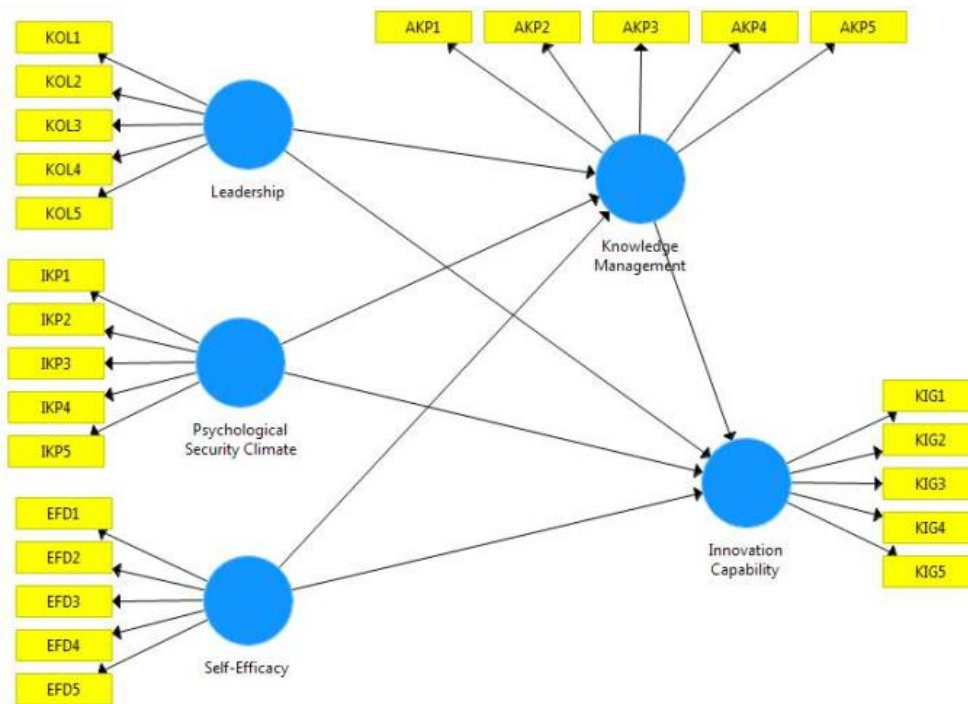 KOL1
KOL2
KOL3
KOL4
KOL5
Leadership
AKP1
AKP2
AKP3
AKP4
AKP5
Knowledge
Management
IKP1
IKP2
IKP3
IKP4
IKP5
Psychological
Security Climate
EFD1
EFD2
EFD3
EFD4
EFD5
Self-Efficacy
KIG1
KIG2
KIG3
KIG4
KIG5
Innovation
Capability